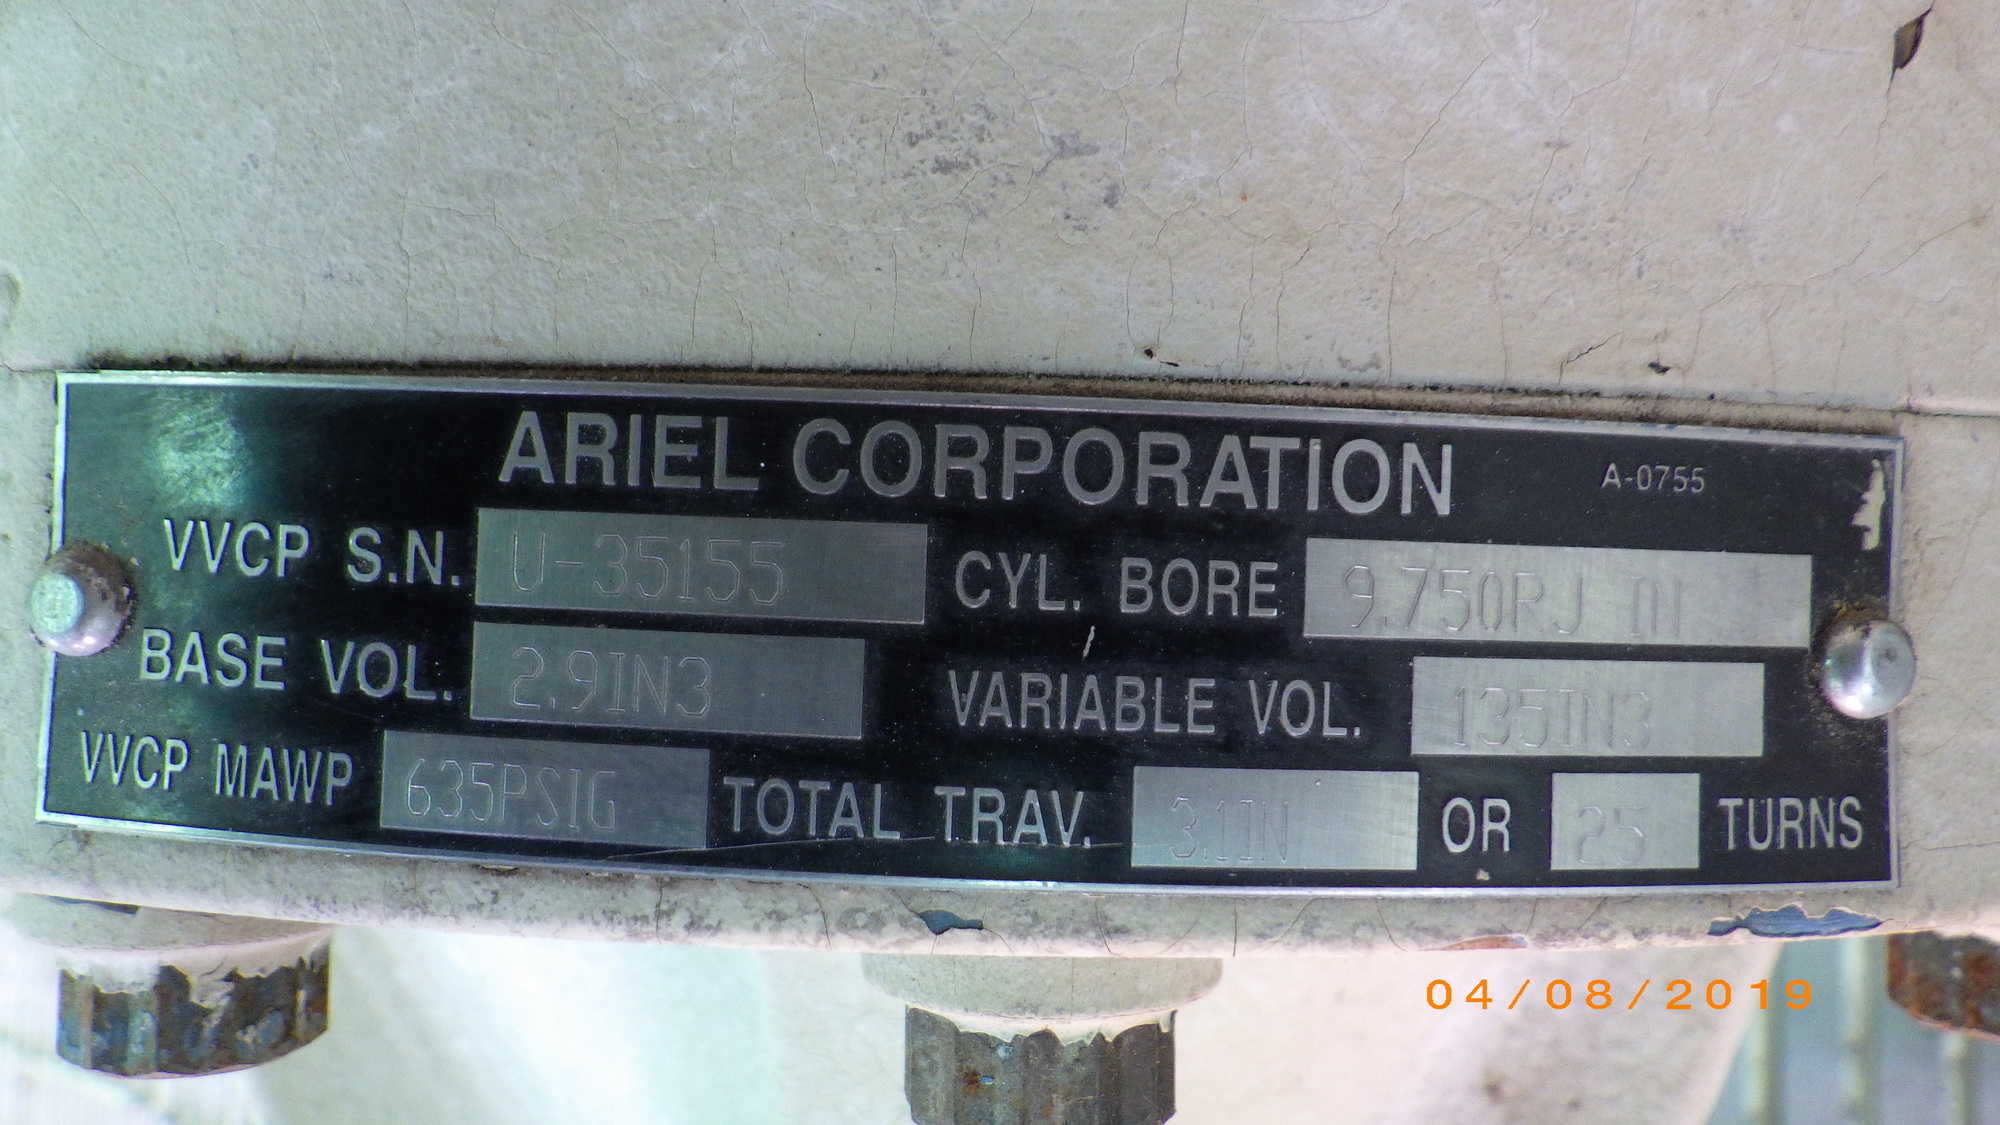 ARIEL CORPORATION A-0755
VVCP S.N. U-35155 CYL. BORE 9.750RJ IN
BASE VOL. 2.9IN3 VARIABLE VOL. 135IN3
VVCP MAWP 635PSIG TOTAL TRAV. 3.1IN OR 25 TURNS
04/08/2019